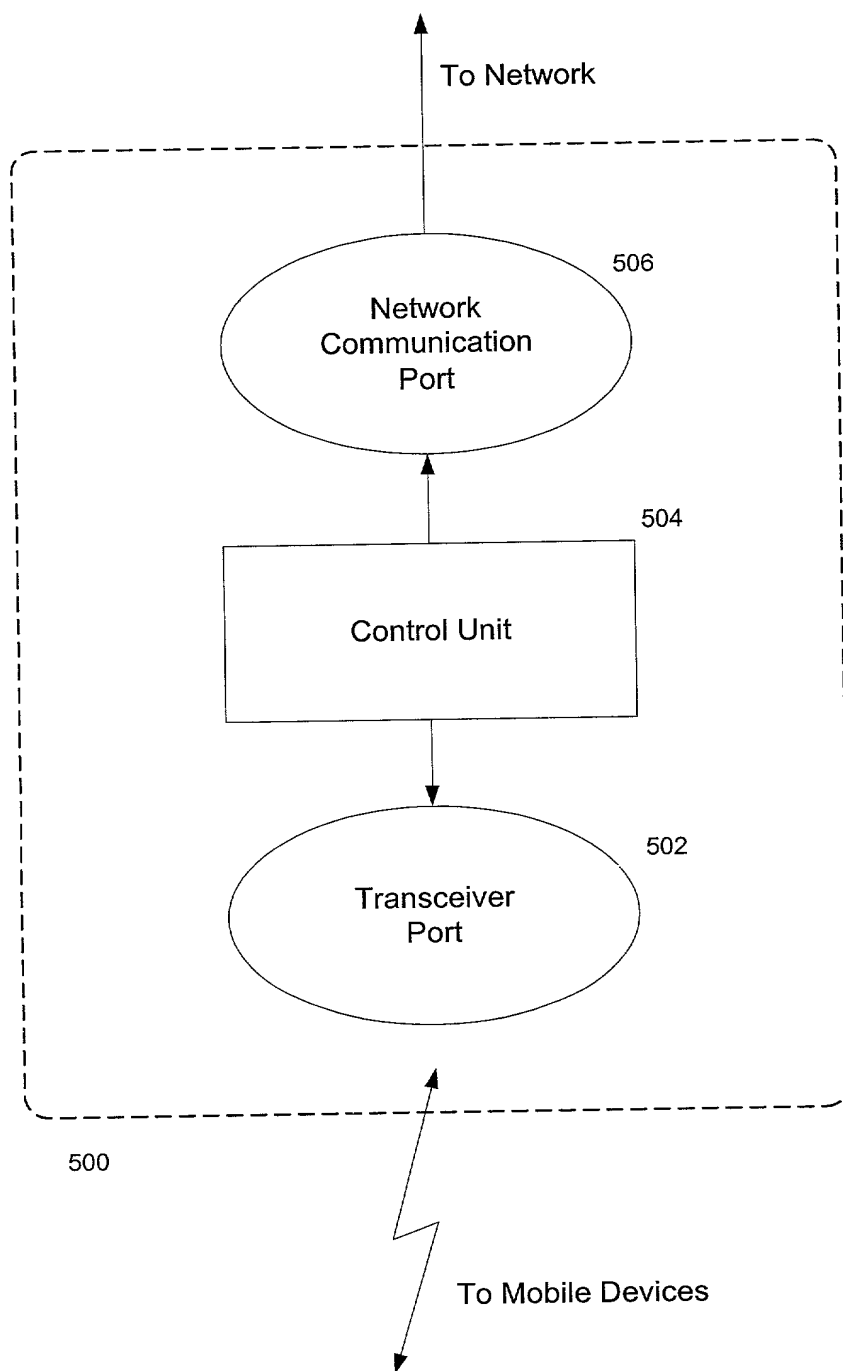 To Network
506
Network
Communication
Port
504
Control Unit
502
Transceiver
Port
500
To Mobile Devices